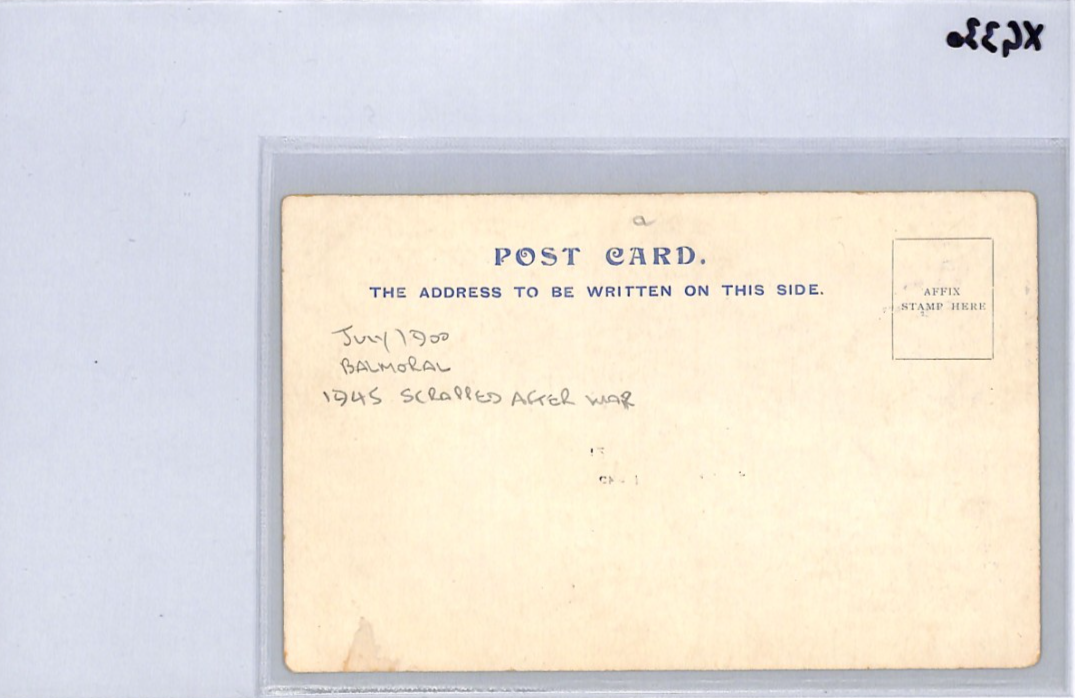 XG33a
a
POST CARD.
THE ADDRESS TO BE WRITTEN ON THIS SIDE.
AFFIX
STAMP HERE
JULY 1900
BALMORAL
1945 SCRAPPED AFTER WAR